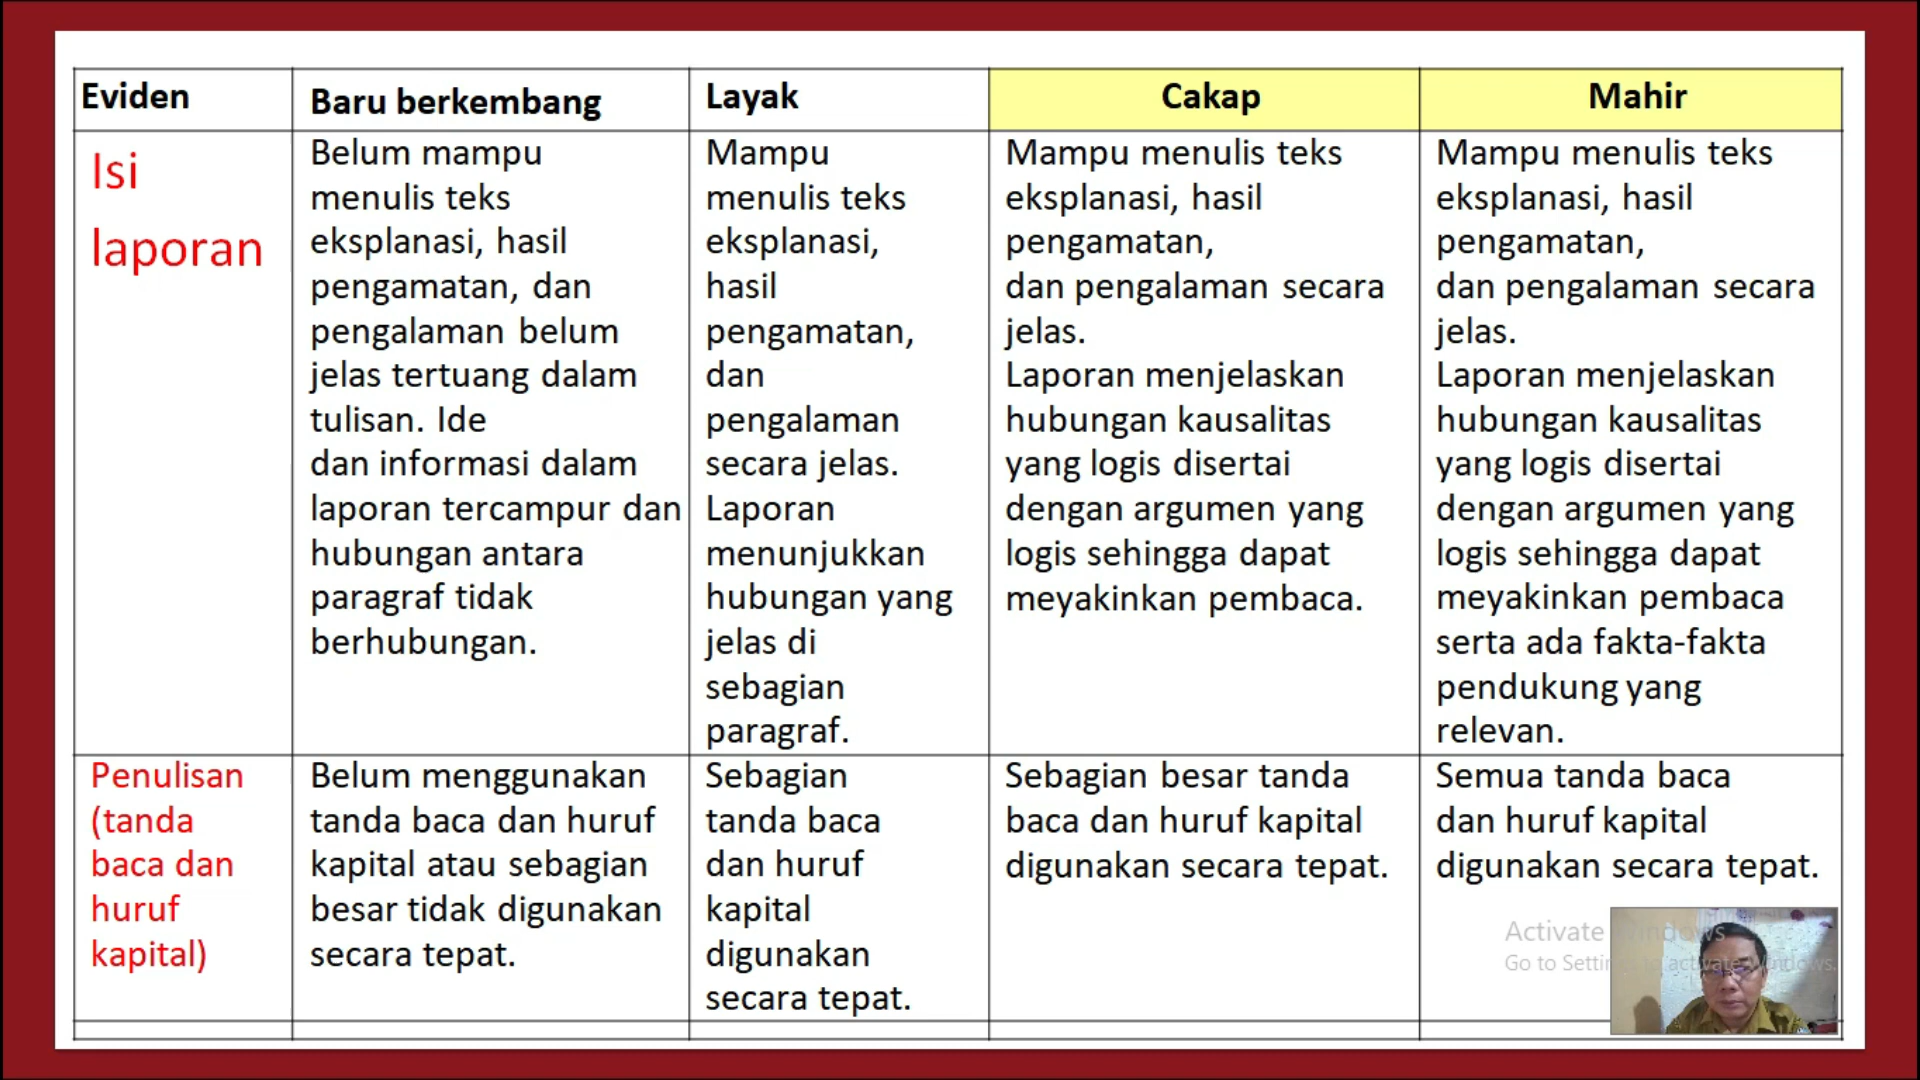 Eviden
Baru berkembang
Layak
Cakap
Mahir
Isi
laporan
Belum mampu
menulis teks
eksplanasi, hasil
pengamatan, dan
pengalaman belum
jelas tertuang dalam
tulisan. Ide
dan informasi dalam
laporan tercampur dan
hubungan antara
paragraf tidak
berhubungan.
Mampu
menulis teks
eksplanasi,
hasil
pengamatan,
dan
pengalaman
secara jelas.
Laporan
menunjukkan
hubungan yang
jelas di
sebagian
paragraf.
Mampu menulis teks
eksplanasi, hasil
pengamatan,
dan pengalaman secara
jelas.
Laporan menjelaskan
hubungan kausalitas
yang logis disertai
dengan argumen yang
logis sehingga dapat
meyakinkan pembaca.
Mampu menulis teks
eksplanasi, hasil
pengamatan,
dan pengalaman secara
jelas.
Laporan menjelaskan
hubungan kausalitas
yang logis disertai
dengan argumen yang
logis sehingga dapat
meyakinkan pembaca
serta ada fakta-fakta
pendukung yang
relevan.
Penulisan
(tanda
baca dan
huruf
kapital)
Belum menggunakan
tanda baca dan huruf
kapital atau sebagian
besar tidak digunakan
secara tepat.
Sebagian
tanda baca
dan huruf
kapital
digunakan
secara tepat.
Sebagian besar tanda
baca dan huruf kapital
digunakan secara tepat.
Semua tanda baca
dan huruf kapital
digunakan secara tepat.
Activate Windows
Go to Settings to activate Windows.